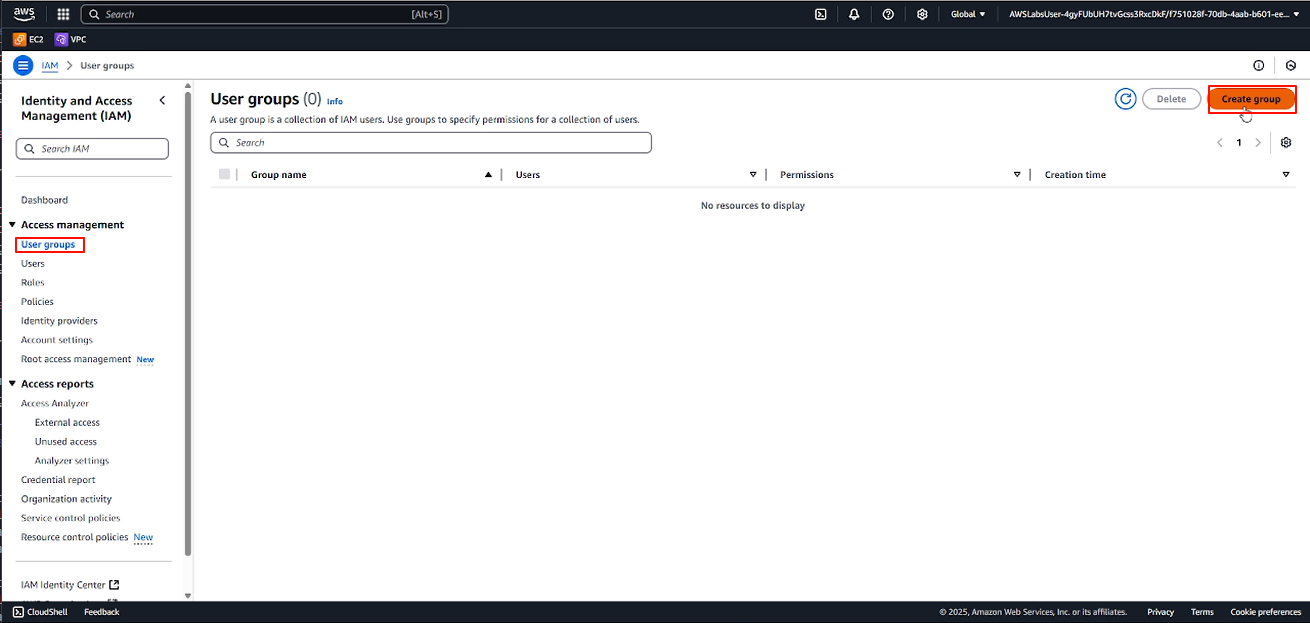 aws
Search [Alt+S]
Global
AWSLabsUser-4gyFUbUH7tvGcss3RxcDkF/f751028f-70db-4aab-b601-ee...
EC2 VPC
IAM > User groups
Identity and Access
Management (IAM)
Search IAM
Dashboard
Access management
User groups
Users
Roles
Policies
Identity providers
Account settings
Root access management New
Access reports
Access Analyzer
External access
Unused access
Analyzer settings
Credential report
Organization activity
Service control policies
Resource control policies New
IAM Identity Center
User groups (0) Info
Delete
Create group
A user group is a collection of IAM users. Use groups to specify permissions for a collection of users.
Search
1
Group name Users Permissions Creation time
No resources to display
CloudShell Feedback
© 2025, Amazon Web Services, Inc. or its affiliates. Privacy Terms Cookie preferences